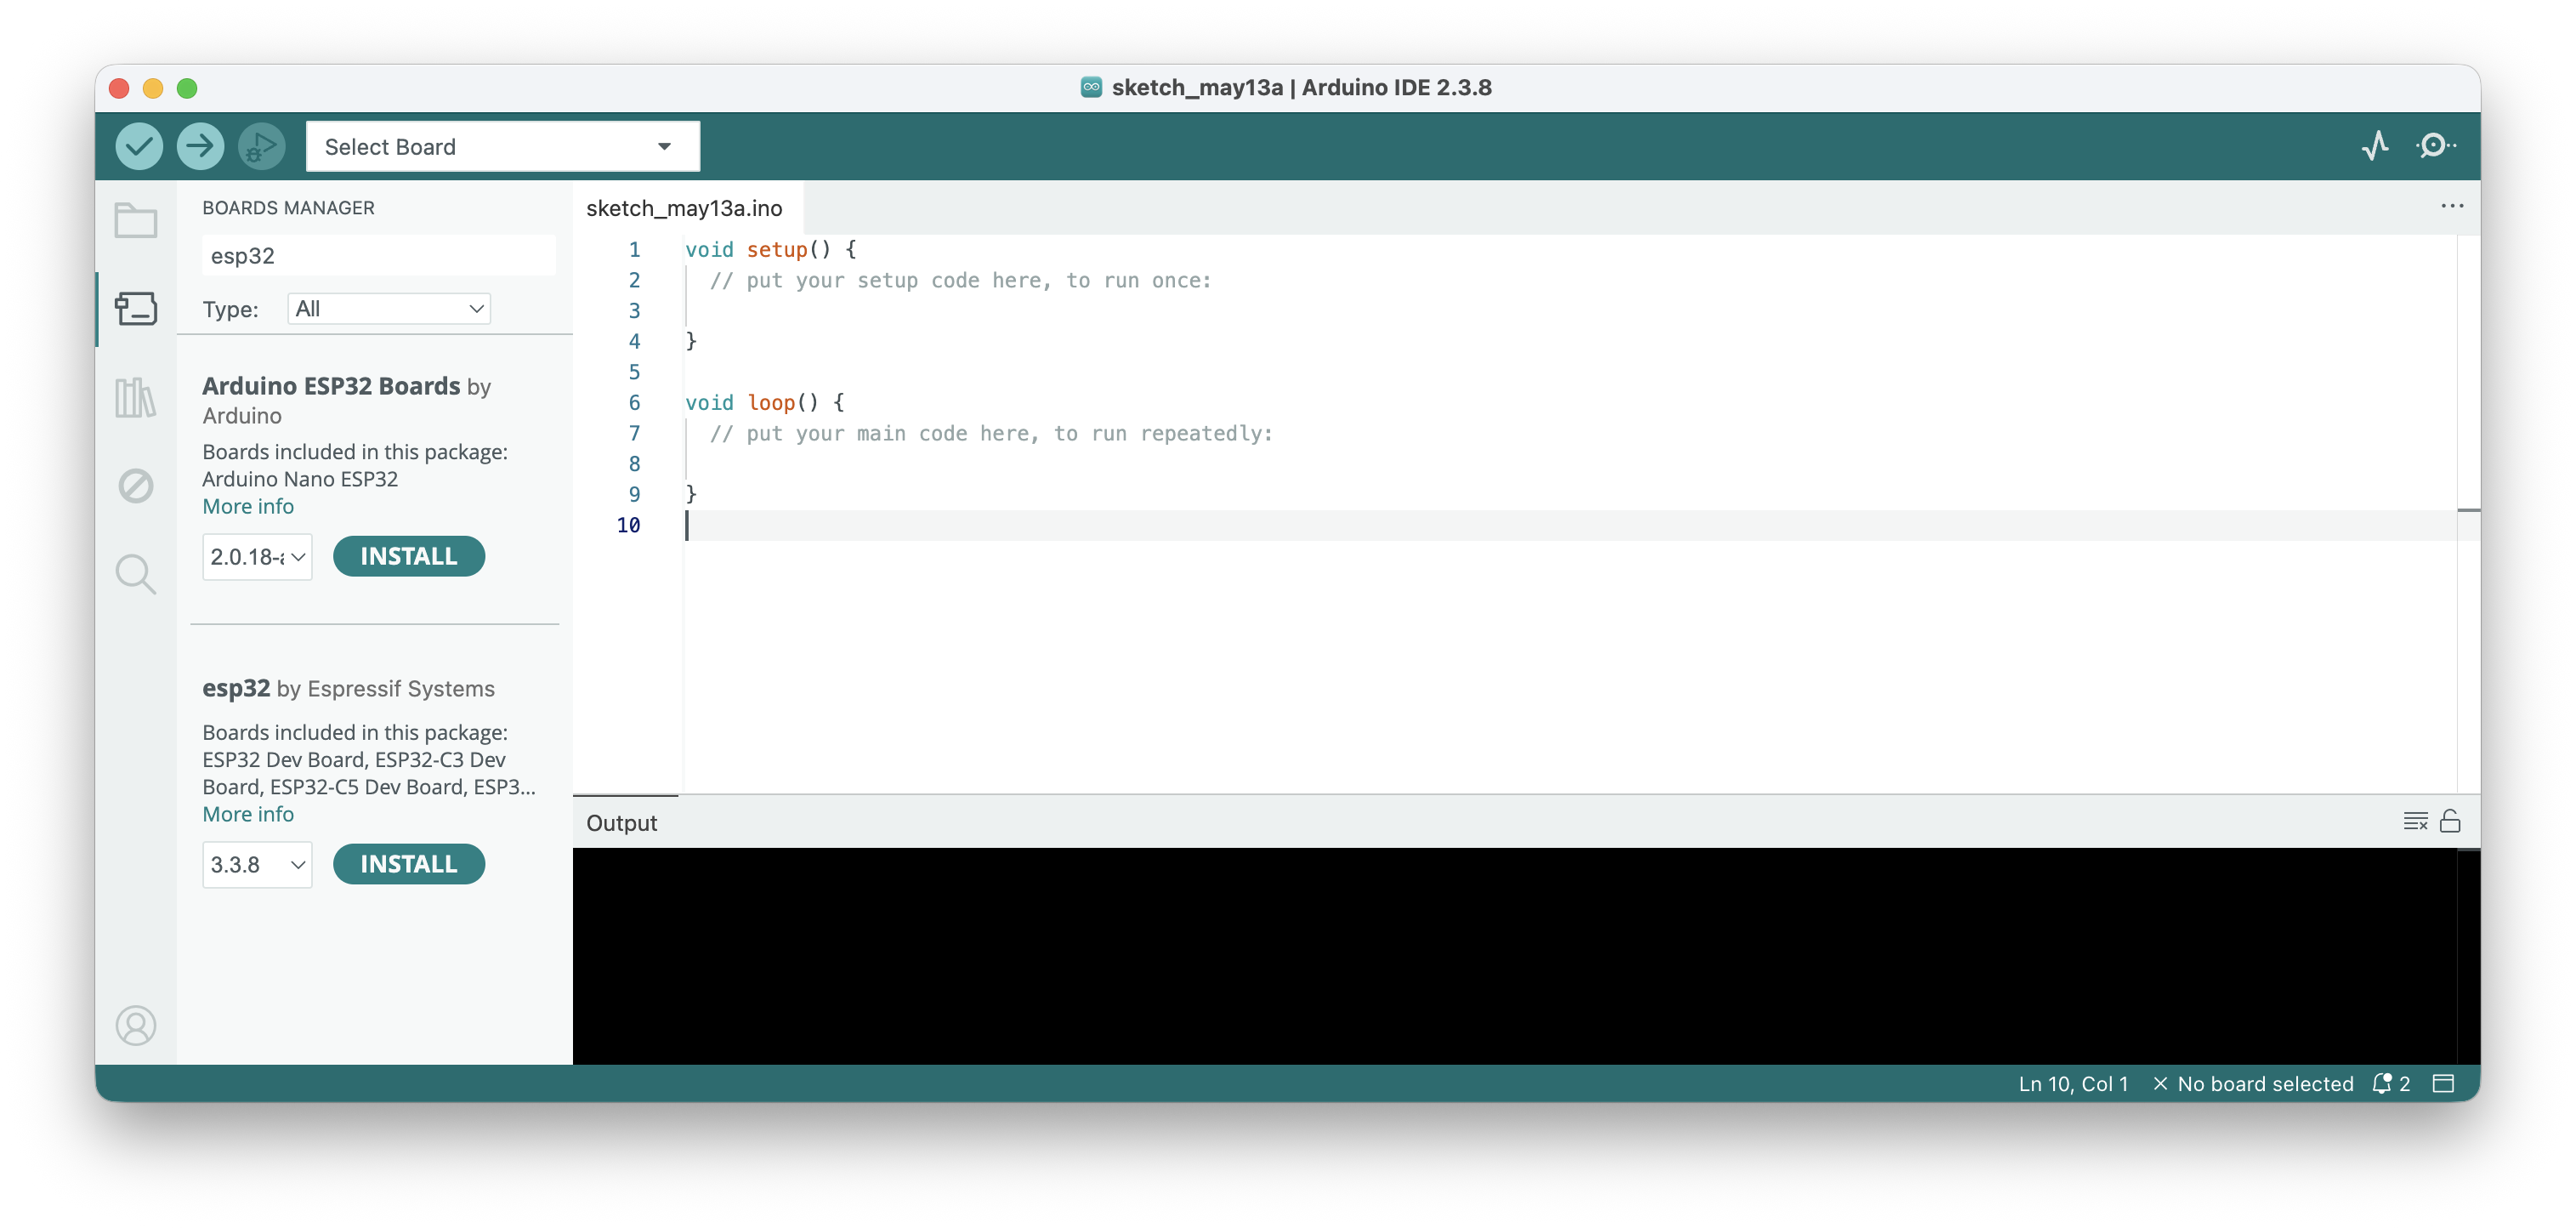 sketch_may13a | Arduino IDE 2.3.8
Select Board
BOARDS MANAGER
esp32
Type: All
Arduino ESP32 Boards by
Arduino
Boards included in this package:
Arduino Nano ESP32
More info
2.0.18- INSTALL
esp32 by Espressif Systems
Boards included in this package:
ESP32 Dev Board, ESP32-C3 Dev
Board, ESP32-C5 Dev Board, ESP3...
More info
3.3.8 INSTALL
sketch_may13a.ino
1 void setup() {
2 // put your setup code here, to run once:
3
4 }
5
6 void loop() {
7 // put your main code here, to run repeatedly:
8
9 }
10
Output
Ln 10, Col 1 × No board selected 2